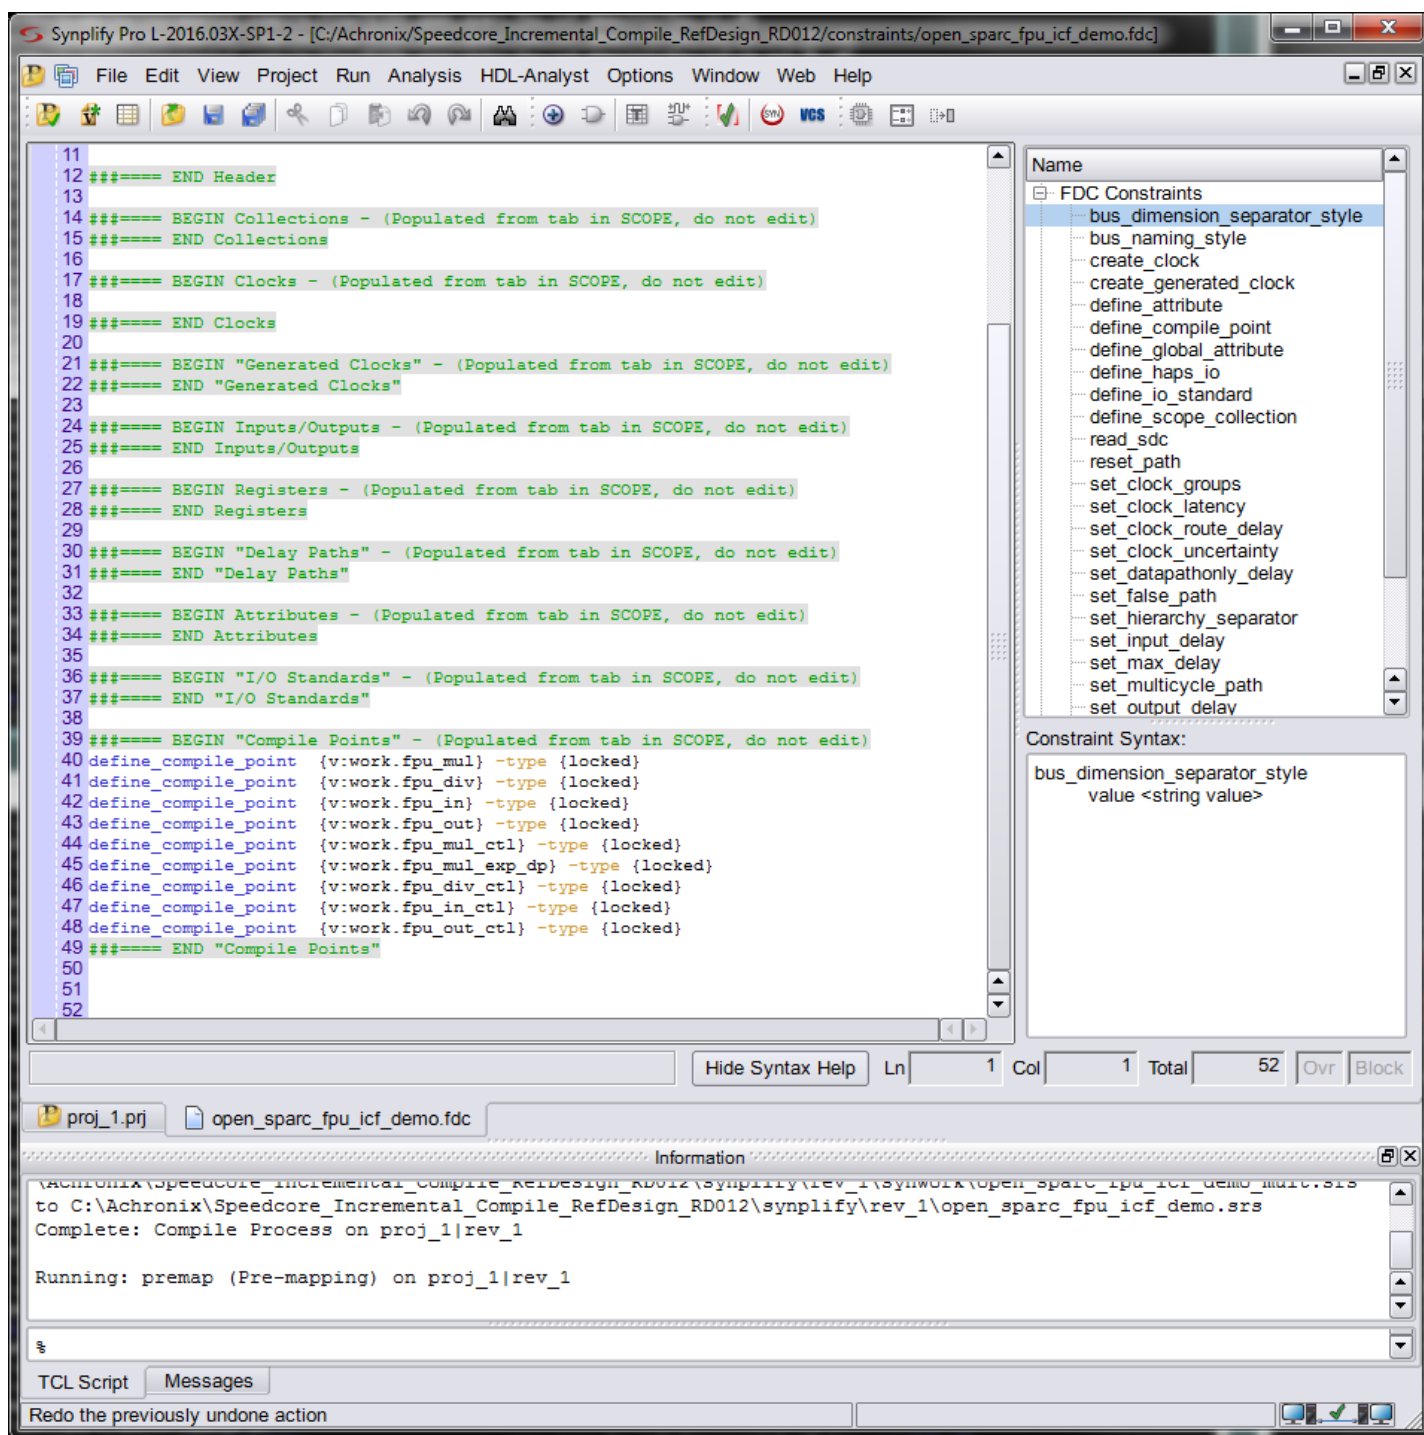 Synplify Pro L-2016.03X-SP1-2 - [C:/Achronix/Speedcore_Incremental_Compile_RefDesign_RD012/constraints/open_sparc_fpu_icf_demo.fdc]
File Edit View Project Run Analysis HDL-Analyst Options Window Web Help
SYN VCS
11
12 ###==== END Header
13
14 ###==== BEGIN Collections - (Populated from tab in SCOPE, do not edit)
15 ###==== END Collections
16
17 ###==== BEGIN Clocks - (Populated from tab in SCOPE, do not edit)
18
19 ###==== END Clocks
20
21 ###==== BEGIN "Generated Clocks" - (Populated from tab in SCOPE, do not edit)
22 ###==== END "Generated Clocks"
23
24 ###==== BEGIN Inputs/Outputs - (Populated from tab in SCOPE, do not edit)
25 ###==== END Inputs/Outputs
26
27 ###==== BEGIN Registers - (Populated from tab in SCOPE, do not edit)
28 ###==== END Registers
29
30 ###==== BEGIN "Delay Paths" - (Populated from tab in SCOPE, do not edit)
31 ###==== END "Delay Paths"
32
33 ###==== BEGIN Attributes - (Populated from tab in SCOPE, do not edit)
34 ###==== END Attributes
35
36 ###==== BEGIN "I/O Standards" - (Populated from tab in SCOPE, do not edit)
37 ###==== END "I/O Standards"
38
39 ###==== BEGIN "Compile Points" - (Populated from tab in SCOPE, do not edit)
40 define_compile_point {v:work.fpu_mul} -type {locked}
41 define_compile_point {v:work.fpu_div} -type {locked}
42 define_compile_point {v:work.fpu_in} -type {locked}
43 define_compile_point {v:work.fpu_out} -type {locked}
44 define_compile_point {v:work.fpu_mul_ctl} -type {locked}
45 define_compile_point {v:work.fpu_mul_exp_dp} -type {locked}
46 define_compile_point {v:work.fpu_div_ctl} -type {locked}
47 define_compile_point {v:work.fpu_in_ctl} -type {locked}
48 define_compile_point {v:work.fpu_out_ctl} -type {locked}
49 ###==== END "Compile Points"
50
51
52
Name
FDC Constraints
bus_dimension_separator_style
bus_naming_style
create_clock
create_generated_clock
define_attribute
define_compile_point
define_global_attribute
define_haps_io
define_io_standard
define_scope_collection
read_sdc
reset_path
set_clock_groups
set_clock_latency
set_clock_route_delay
set_clock_uncertainty
set_datapathonly_delay
set_false_path
set_hierarchy_separator
set_input_delay
set_max_delay
set_multicycle_path
set_output_delay
Constraint Syntax:
bus_dimension_separator_style
value <string value>
Hide Syntax Help Ln 1 Col 1 Total 52 Ovr Block
proj_1.prj open_sparc_fpu_icf_demo.fdc
Information
\Achronix\Speedcore_Incremental_Compile_RefDesign_RD012\synplify\rev_1\synwork\open_sparc_fpu_icf_demo_mult.srs
to C:\Achronix\Speedcore_Incremental_Compile_RefDesign_RD012\synplify\rev_1\open_sparc_fpu_icf_demo.srs
Complete: Compile Process on proj_1|rev_1
Running: premap (Pre-mapping) on proj_1|rev_1
%
TCL Script Messages
Redo the previously undone action